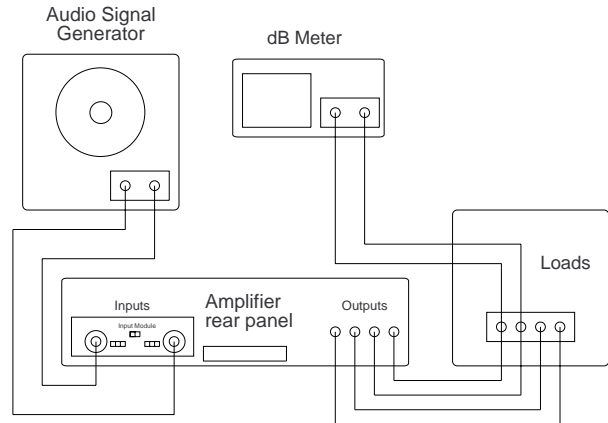 Audio Signal
Generator
dB Meter
Loads
Inputs
Amplifier
rear panel
Outputs
Input Module